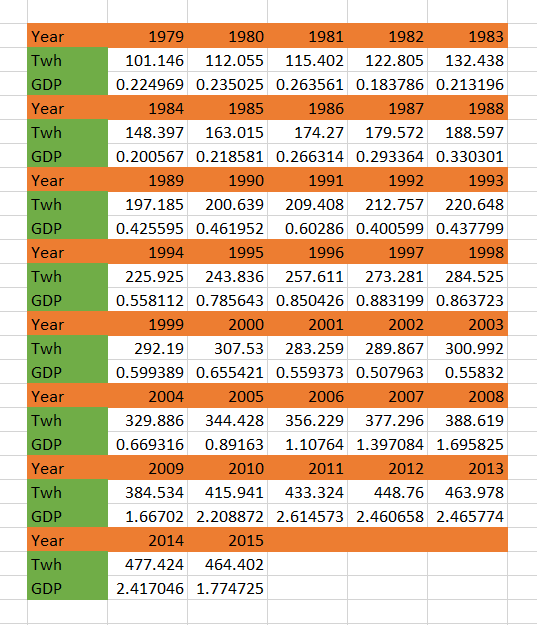 Year 1979 1980 1981 1982 1983
Twh 101.146 112.055 115.402 122.805 132.438
GDP 0.224969 0.235025 0.263561 0.183786 0.213196
Year 1984 1985 1986 1987 1988
Twh 148.397 163.015 174.27 179.572 188.597
GDP 0.200567 0.218581 0.266314 0.293364 0.330301
Year 1989 1990 1991 1992 1993
Twh 197.185 200.639 209.408 212.757 220.648
GDP 0.425595 0.461952 0.60286 0.400599 0.437799
Year 1994 1995 1996 1997 1998
Twh 225.925 243.836 257.611 273.281 284.525
GDP 0.558112 0.785643 0.850426 0.883199 0.863723
Year 1999 2000 2001 2002 2003
Twh 292.19 307.53 283.259 289.867 300.992
GDP 0.599389 0.655421 0.559373 0.507963 0.55832
Year 2004 2005 2006 2007 2008
Twh 329.886 344.428 356.229 377.296 388.619
GDP 0.669316 0.89163 1.10764 1.397084 1.695825
Year 2009 2010 2011 2012 2013
Twh 384.534 415.941 433.324 448.76 463.978
GDP 1.66702 2.208872 2.614573 2.460658 2.465774
Year 2014 2015
Twh 477.424 464.402
GDP 2.417046 1.774725